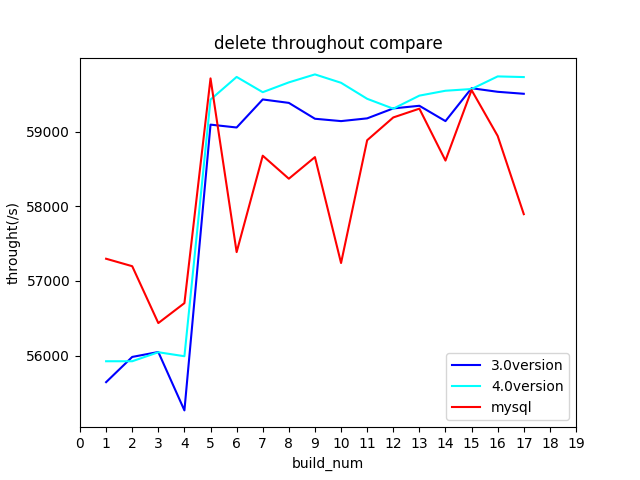 delete throughout compare
throught(/s)
59000
58000
57000
56000
3.0version
4.0version
mysql
0 1 2 3 4 5 6 7 8 9 10 11 12 13 14 15 16 17 18 19
build_num